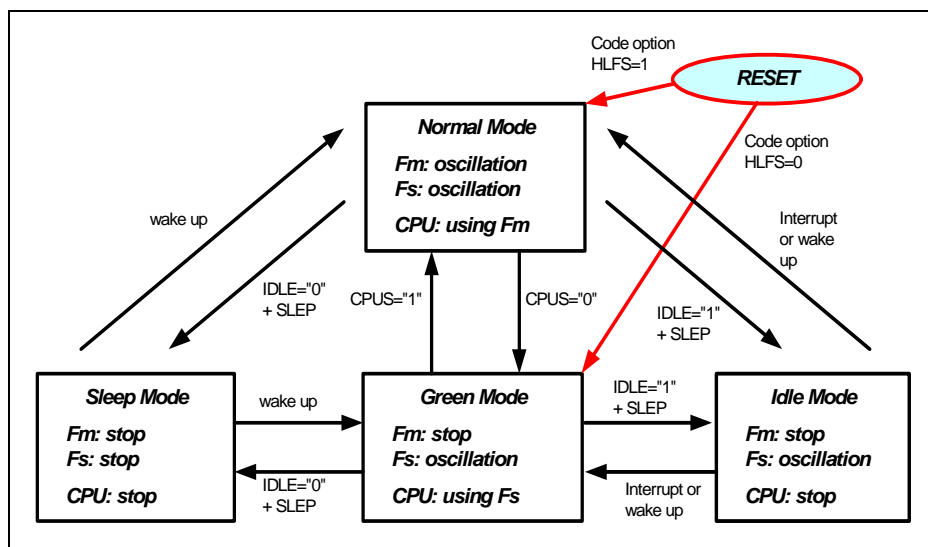 Code option
HLFS=1
RESET
Normal Mode
Fm: oscillation
Fs: oscillation
CPU: using Fm
Code option
HLFS=0
wake up
Interrupt
or wake
up
IDLE="0"
+ SLEP
CPUS="1"
CPUS="0"
IDLE="1"
+ SLEP
Sleep Mode
Fm: stop
Fs: stop
CPU: stop
wake up
IDLE="0"
+ SLEP
Green Mode
Fm: stop
Fs: oscillation
CPU: using Fs
IDLE="1"
+ SLEP
Interrupt or
wake up
Idle Mode
Fm: stop
Fs: oscillation
CPU: stop